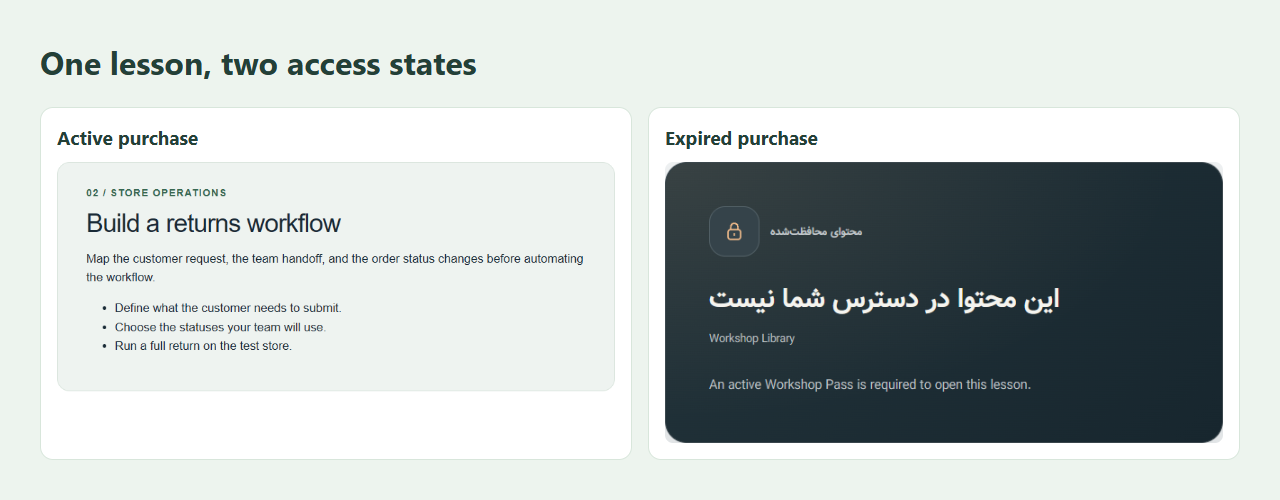 One lesson, two access states
Active purchase
02 / STORE OPERATIONS
Build a returns workflow
Map the customer request, the team handoff, and the order status changes before automating
the workflow.
• Define what the customer needs to submit.
• Choose the statuses your team will use.
• Run a full return on the test store.
Expired purchase
محتوای محافظت‌شده
این محتوا در دسترس شما نیست
Workshop Library
An active Workshop Pass is required to open this lesson.